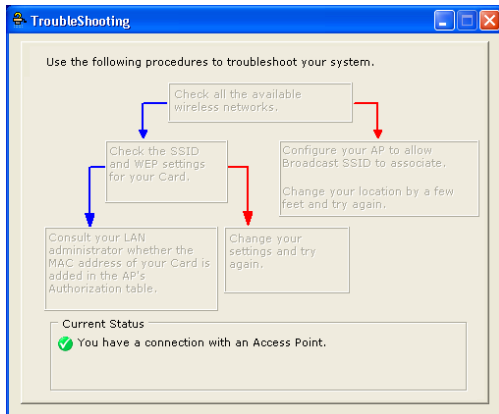 TroubleShooting
Use the following procedures to troubleshoot your system.
Check all the available
wireless networks.
Check the SSID
and WEP settings
for your Card.
Configure your AP to allow
Broadcast SSID to associate.
Change your location by a few
feet and try again.
Consult your LAN
administrator whether the
MAC address of your Card is
added in the AP's
Authorization table.
Change your
settings and try
again.
Current Status
You have a connection with an Access Point.